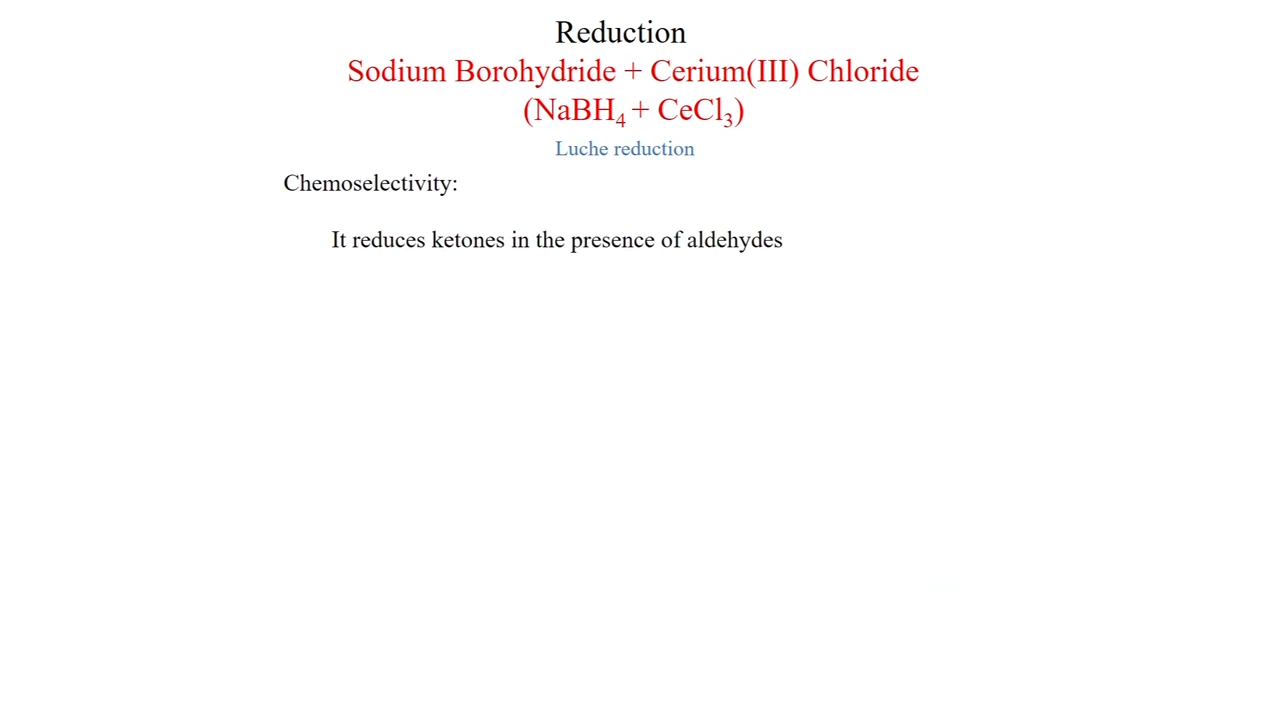 Reduction
Sodium Borohydride + Cerium(III) Chloride
(NaBH₄ + CeCl₃)
Luche reduction
Chemoselectivity:
It reduces ketones in the presence of aldehydes